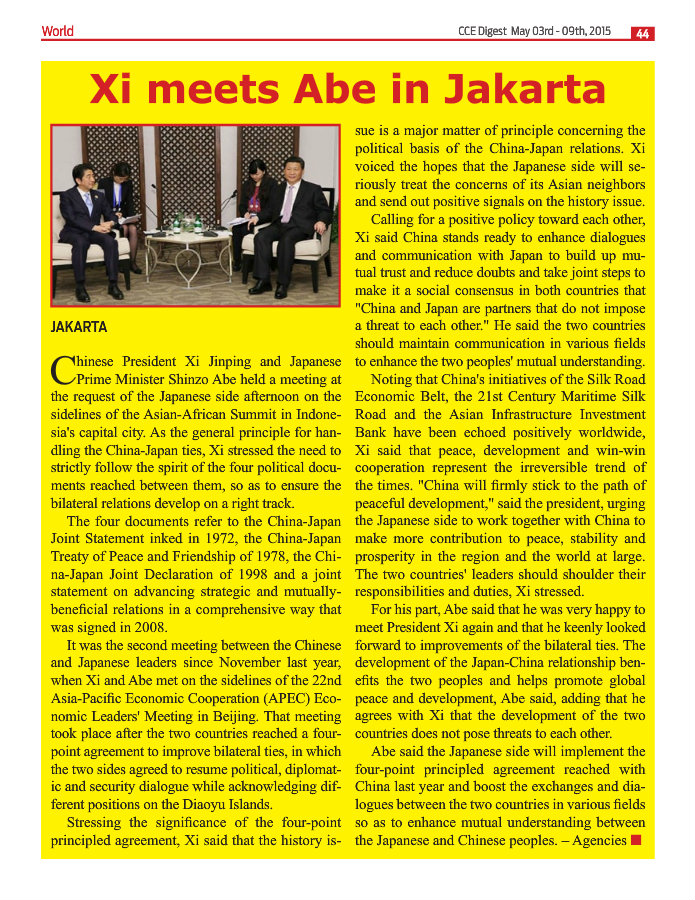 World
CCE Digest May 03rd - 09th, 2015 44
Xi meets Abe in Jakarta
JAKARTA
Chinese President Xi Jinping and Japanese
Prime Minister Shinzo Abe held a meeting at
the request of the Japanese side afternoon on the
sidelines of the Asian-African Summit in Indone-
sia's capital city. As the general principle for han-
dling the China-Japan ties, Xi stressed the need to
strictly follow the spirit of the four political docu-
ments reached between them, so as to ensure the
bilateral relations develop on a right track.
The four documents refer to the China-Japan
Joint Statement inked in 1972, the China-Japan
Treaty of Peace and Friendship of 1978, the Chi-
na-Japan Joint Declaration of 1998 and a joint
statement on advancing strategic and mutually-
beneficial relations in a comprehensive way that
was signed in 2008.
It was the second meeting between the Chinese
and Japanese leaders since November last year,
when Xi and Abe met on the sidelines of the 22nd
Asia-Pacific Economic Cooperation (APEC) Eco-
nomic Leaders' Meeting in Beijing. That meeting
took place after the two countries reached a four-
point agreement to improve bilateral ties, in which
the two sides agreed to resume political, diplomat-
ic and security dialogue while acknowledging dif-
ferent positions on the Diaoyu Islands.
Stressing the significance of the four-point
principled agreement, Xi said that the history is-
sue is a major matter of principle concerning the
political basis of the China-Japan relations. Xi
voiced the hopes that the Japanese side will se-
riously treat the concerns of its Asian neighbors
and send out positive signals on the history issue.
Calling for a positive policy toward each other,
Xi said China stands ready to enhance dialogues
and communication with Japan to build up mu-
tual trust and reduce doubts and take joint steps to
make it a social consensus in both countries that
"China and Japan are partners that do not impose
a threat to each other." He said the two countries
should maintain communication in various fields
to enhance the two peoples' mutual understanding.
Noting that China's initiatives of the Silk Road
Economic Belt, the 21st Century Maritime Silk
Road and the Asian Infrastructure Investment
Bank have been echoed positively worldwide,
Xi said that peace, development and win-win
cooperation represent the irreversible trend of
the times. "China will firmly stick to the path of
peaceful development," said the president, urging
the Japanese side to work together with China to
make more contribution to peace, stability and
prosperity in the region and the world at large.
The two countries' leaders should shoulder their
responsibilities and duties, Xi stressed.
For his part, Abe said that he was very happy to
meet President Xi again and that he keenly looked
forward to improvements of the bilateral ties. The
development of the Japan-China relationship ben-
efits the two peoples and helps promote global
peace and development, Abe said, adding that he
agrees with Xi that the development of the two
countries does not pose threats to each other.
Abe said the Japanese side will implement the
four-point principled agreement reached with
China last year and boost the exchanges and dia-
logues between the two countries in various fields
so as to enhance mutual understanding between
the Japanese and Chinese peoples. – Agencies